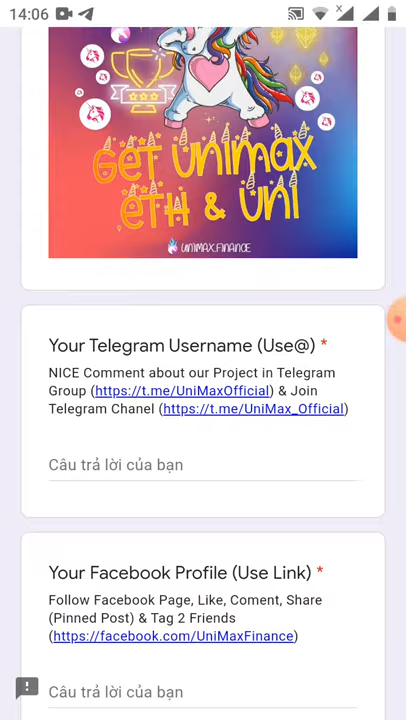 14:06
GET UNIMAX
ETH & UNI
UNIMAX.FINANCE
Your Telegram Username (Use@) *
NICE Comment about our Project in Telegram
Group (https://t.me/UniMaxOfficial) & Join
Telegram Chanel (https://t.me/UniMax_Official)
Câu trả lời của bạn
Your Facebook Profile (Use Link) *
Follow Facebook Page, Like, Coment, Share
(Pinned Post) & Tag 2 Friends
(https://facebook.com/UniMaxFinance)
Câu trả lời của bạn